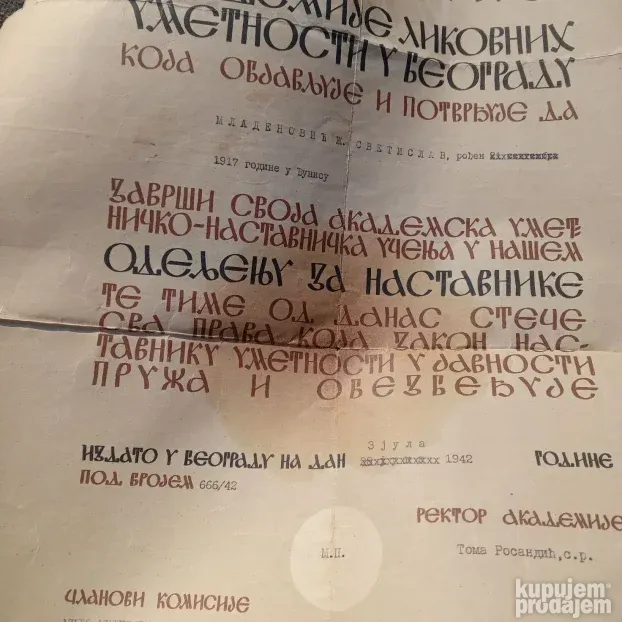 ЛИКОВНИХ
УМЕТНОСТИ У БЕОГРАДУ
КОЈА ОБЈАВЉУЈЕ И ПОТВРЂУЈЕ ДА
МЛАДЕНОВИЋ К. СВЕТИСЛАВ, рођен
1917 године у Ђунису
ЗАВРШИ СВОЈА АКАДЕМСКА УМЕТ-
НИЧКО-НАСТАВНИЧКА УЧЕЊА У НАШЕМ
ОДЕЉЕЊУ ЗА НАСТАВНИКЕ
ТЕ ТИМЕ ОД ДАНАС СТЕЧЕ
СВА ПРАВА КОЈА ЗАКОН НАС-
ТАВНИКУ УМЕТНОСТИ У ЈАВНОСТИ
ПРУЖА И ОБЕЗБЕЂУЈЕ
3 јула
ИЗДАТО У БЕОГРАДУ НА ДАН 1942 ГОДИНЕ
ПОД БРОЈЕМ 666/42
РЕКТОР АКАДЕМИЈЕ
М.П. Тома Росандић, с.р.
ЧЛАНОВИ КОМИСИЈЕ
kupujem
prodajem